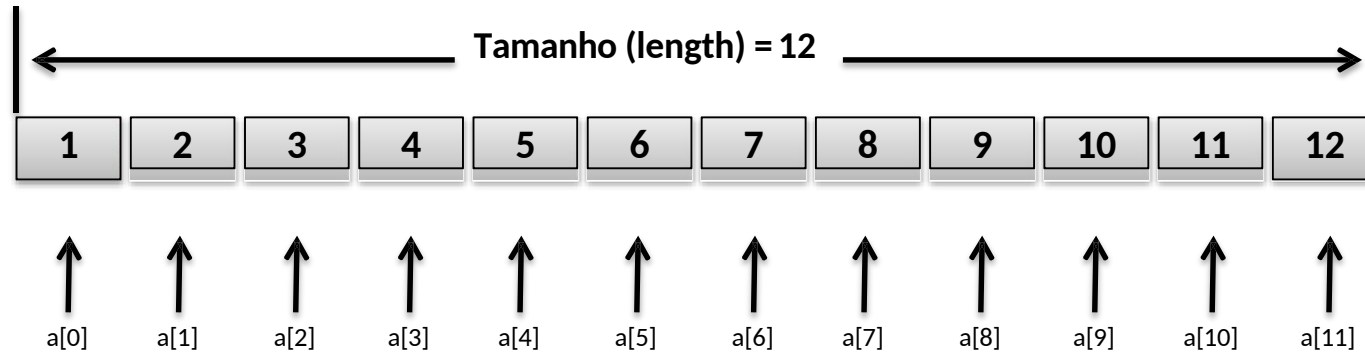 Tamanho (length) = 12
1 2 3 4 5 6 7 8 9 10 11 12
a[0] a[1] a[2] a[3] a[4] a[5] a[6] a[7] a[8] a[9] a[10] a[11]